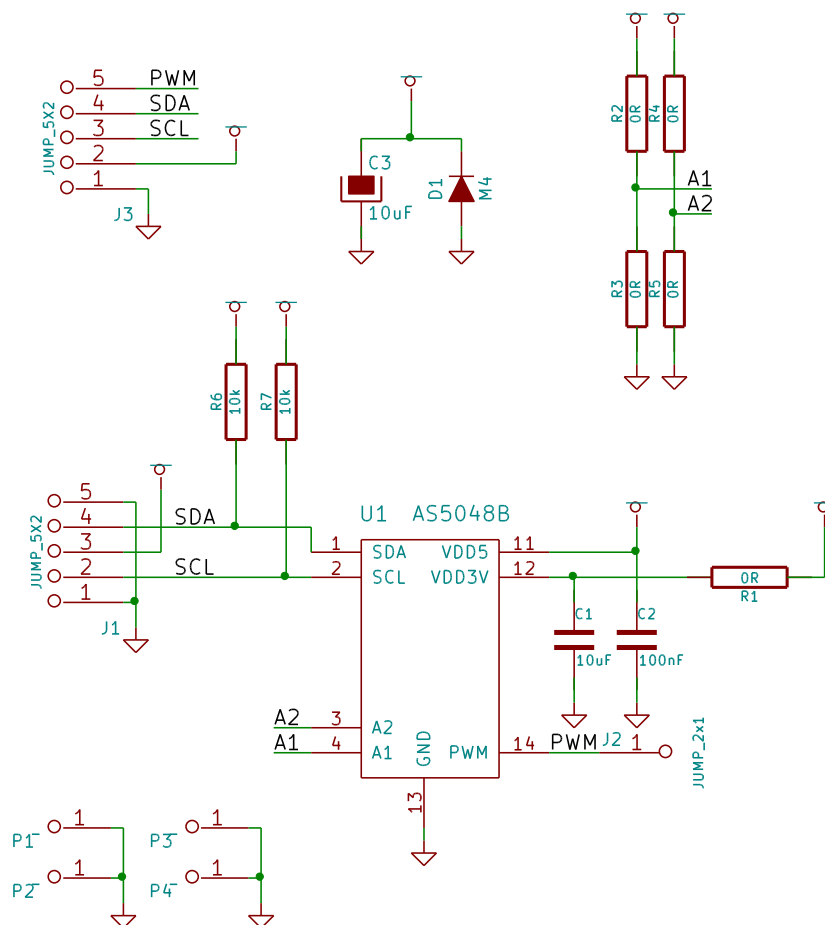 5 PWM
4 SDA
3 SCL
2
1
JUMP_5X2
J3
C3
10uF
D1
M4
R2
0R
R4
0R
A1
A2
R3
0R
R5
0R
R6
10k
R7
10k
5
4 SDA
3
2 SCL
1
JUMP_5X2
J1
U1 AS5048B
1 SDA VDD5 11
2 SCL VDD3V 12
0R
R1
C1
10uF
C2
100nF
A2 3 A2
A1 4 A1
GND
13
PWM 14 PWM J2 1
JUMP_2x1
P1 1
P2 1
P3 1
P4 1